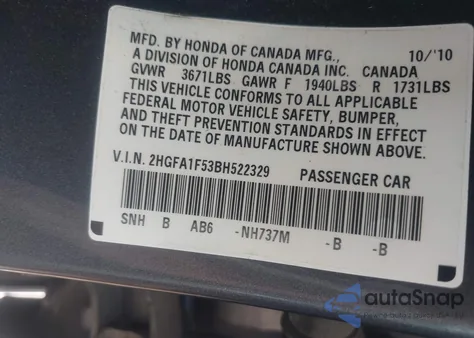 MFD. BY HONDA OF CANADA MFG., 10/'10
A DIVISION OF HONDA CANADA INC. CANADA
GVWR 3671LBS GAWR F 1940LBS R 1731LBS
THIS VEHICLE CONFORMS TO ALL APPLICABLE
FEDERAL MOTOR VEHICLE SAFETY, BUMPER,
AND THEFT PREVENTION STANDARDS IN EFFECT
ON THE DATE OF MANUFACTURE SHOWN ABOVE.
V.I.N. 2HGFA1F53BH522329 PASSENGER CAR
SNH B AB6 -NH737M -B -B
autoSnap